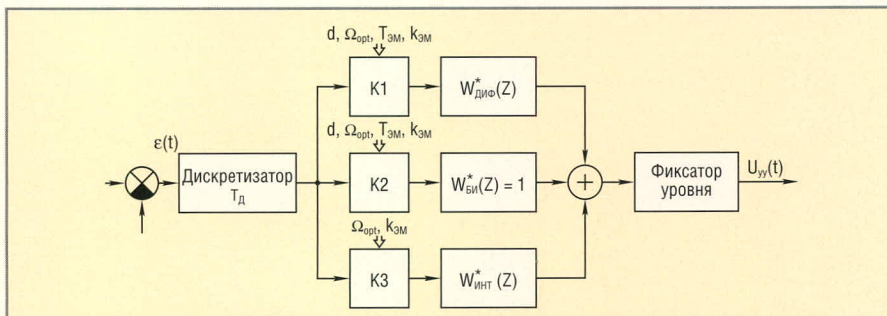 d, Ωopt, TЭМ, kЭМ
K1
W*ДИФ(Z)
d, Ωopt, TЭМ, kЭМ
ε(t)
Дискретизатор
TД
K2
W*БИ(Z) = 1
+
Фиксатор
уровня
Uуу(t)
Ωopt, kЭМ
K3
W*ИНТ (Z)